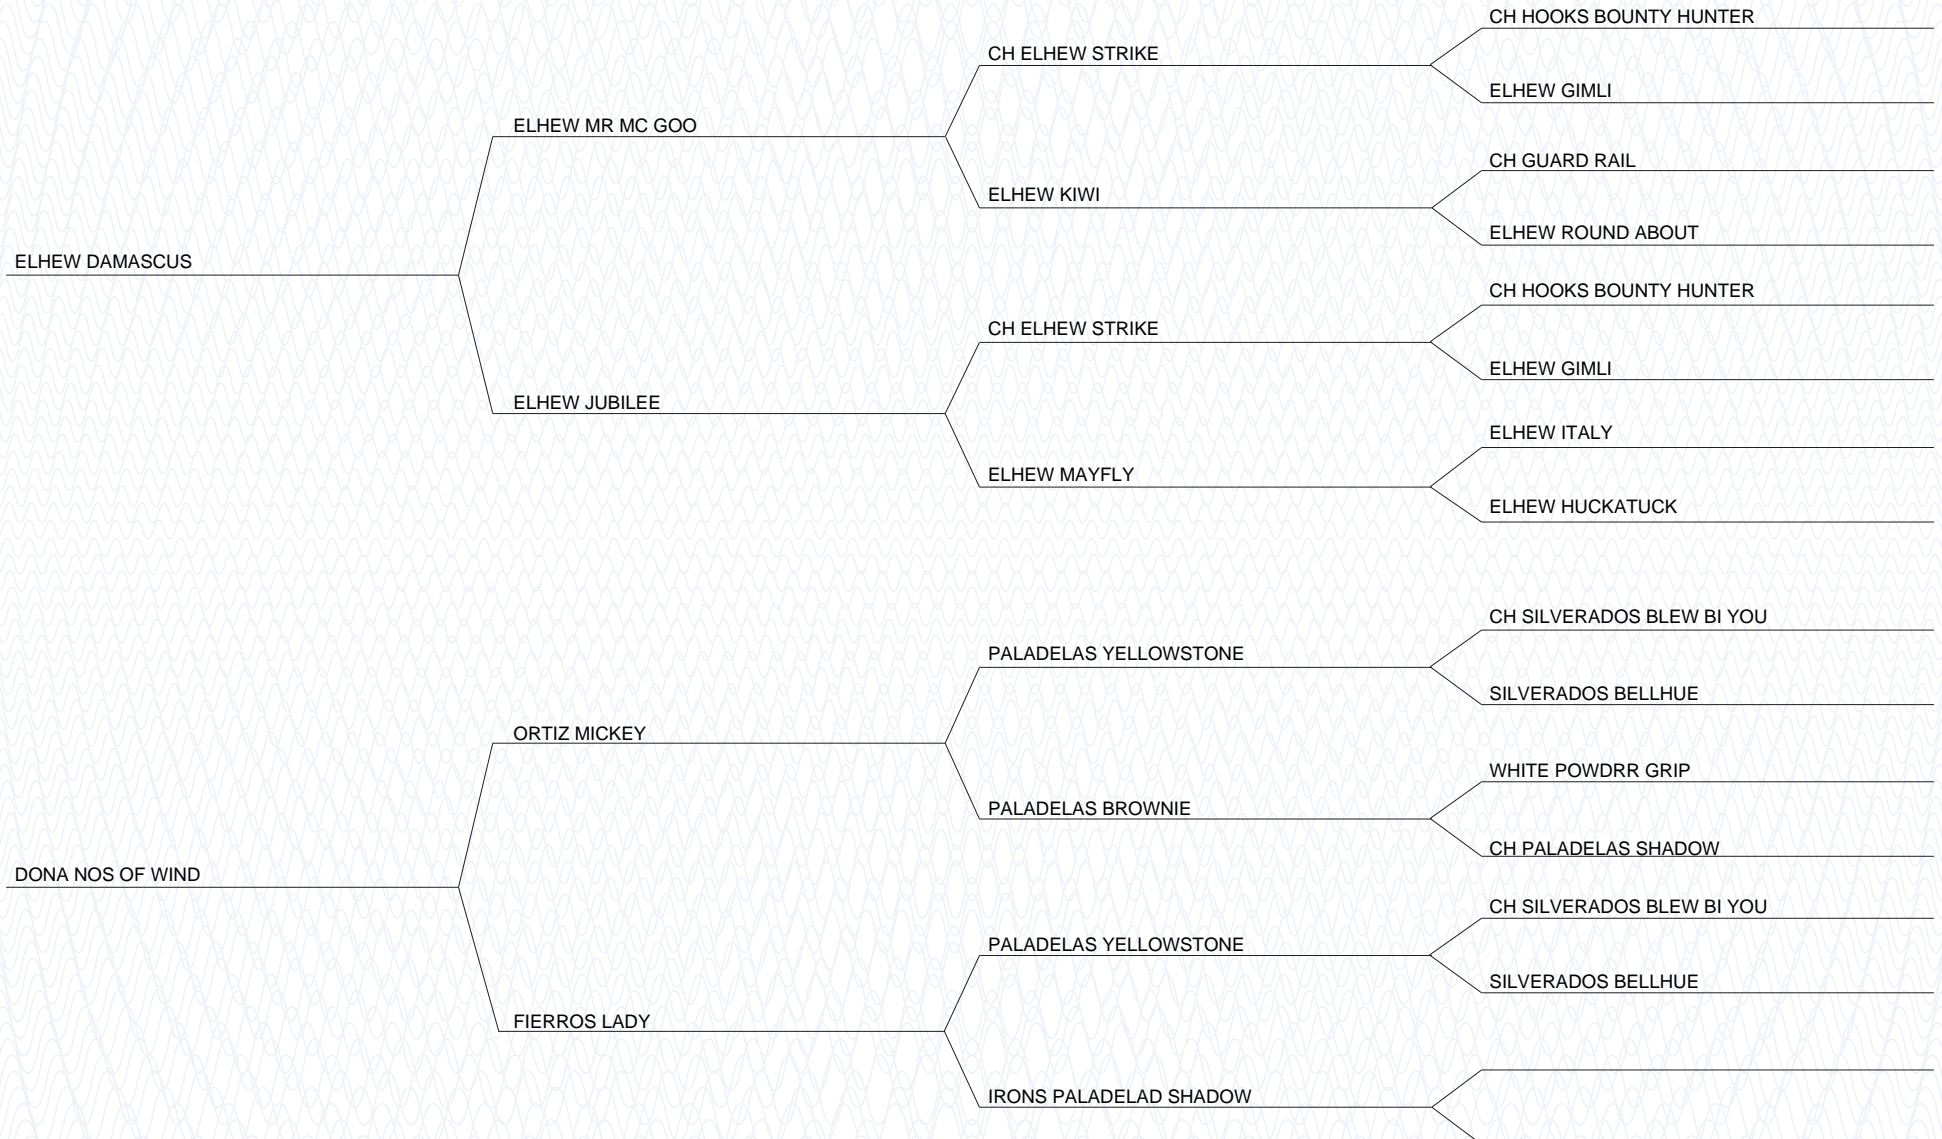 CH HOOKS BOUNTY HUNTER
CH ELHEW STRIKE
ELHEW GIMLI
ELHEW MR MC GOO
CH GUARD RAIL
ELHEW KIWI
ELHEW ROUND ABOUT
ELHEW DAMASCUS
CH HOOKS BOUNTY HUNTER
CH ELHEW STRIKE
ELHEW GIMLI
ELHEW JUBILEE
ELHEW ITALY
ELHEW MAYFLY
ELHEW HUCKATUCK
CH SILVERADOS BLEW BI YOU
PALADELAS YELLOWSTONE
SILVERADOS BELLHUE
ORTIZ MICKEY
WHITE POWDRR GRIP
PALADELAS BROWNIE
CH PALADELAS SHADOW
DONA NOS OF WIND
CH SILVERADOS BLEW BI YOU
PALADELAS YELLOWSTONE
SILVERADOS BELLHUE
FIERROS LADY
IRONS PALADELAD SHADOW